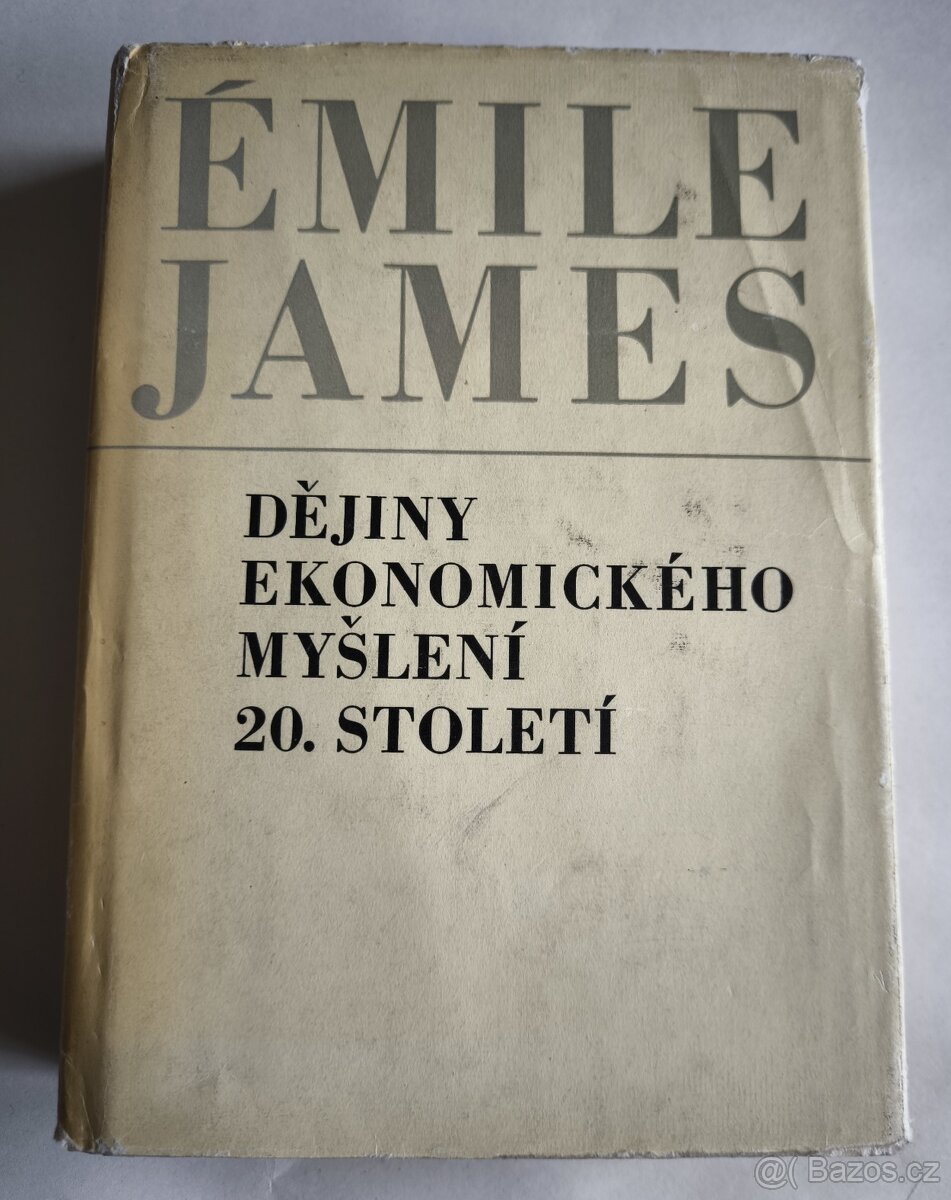 ÉMILE
JAMES
DĚJINY
EKONOMICKÉHO
MYŠLENÍ
20. STOLETÍ
@( Bazos.cz